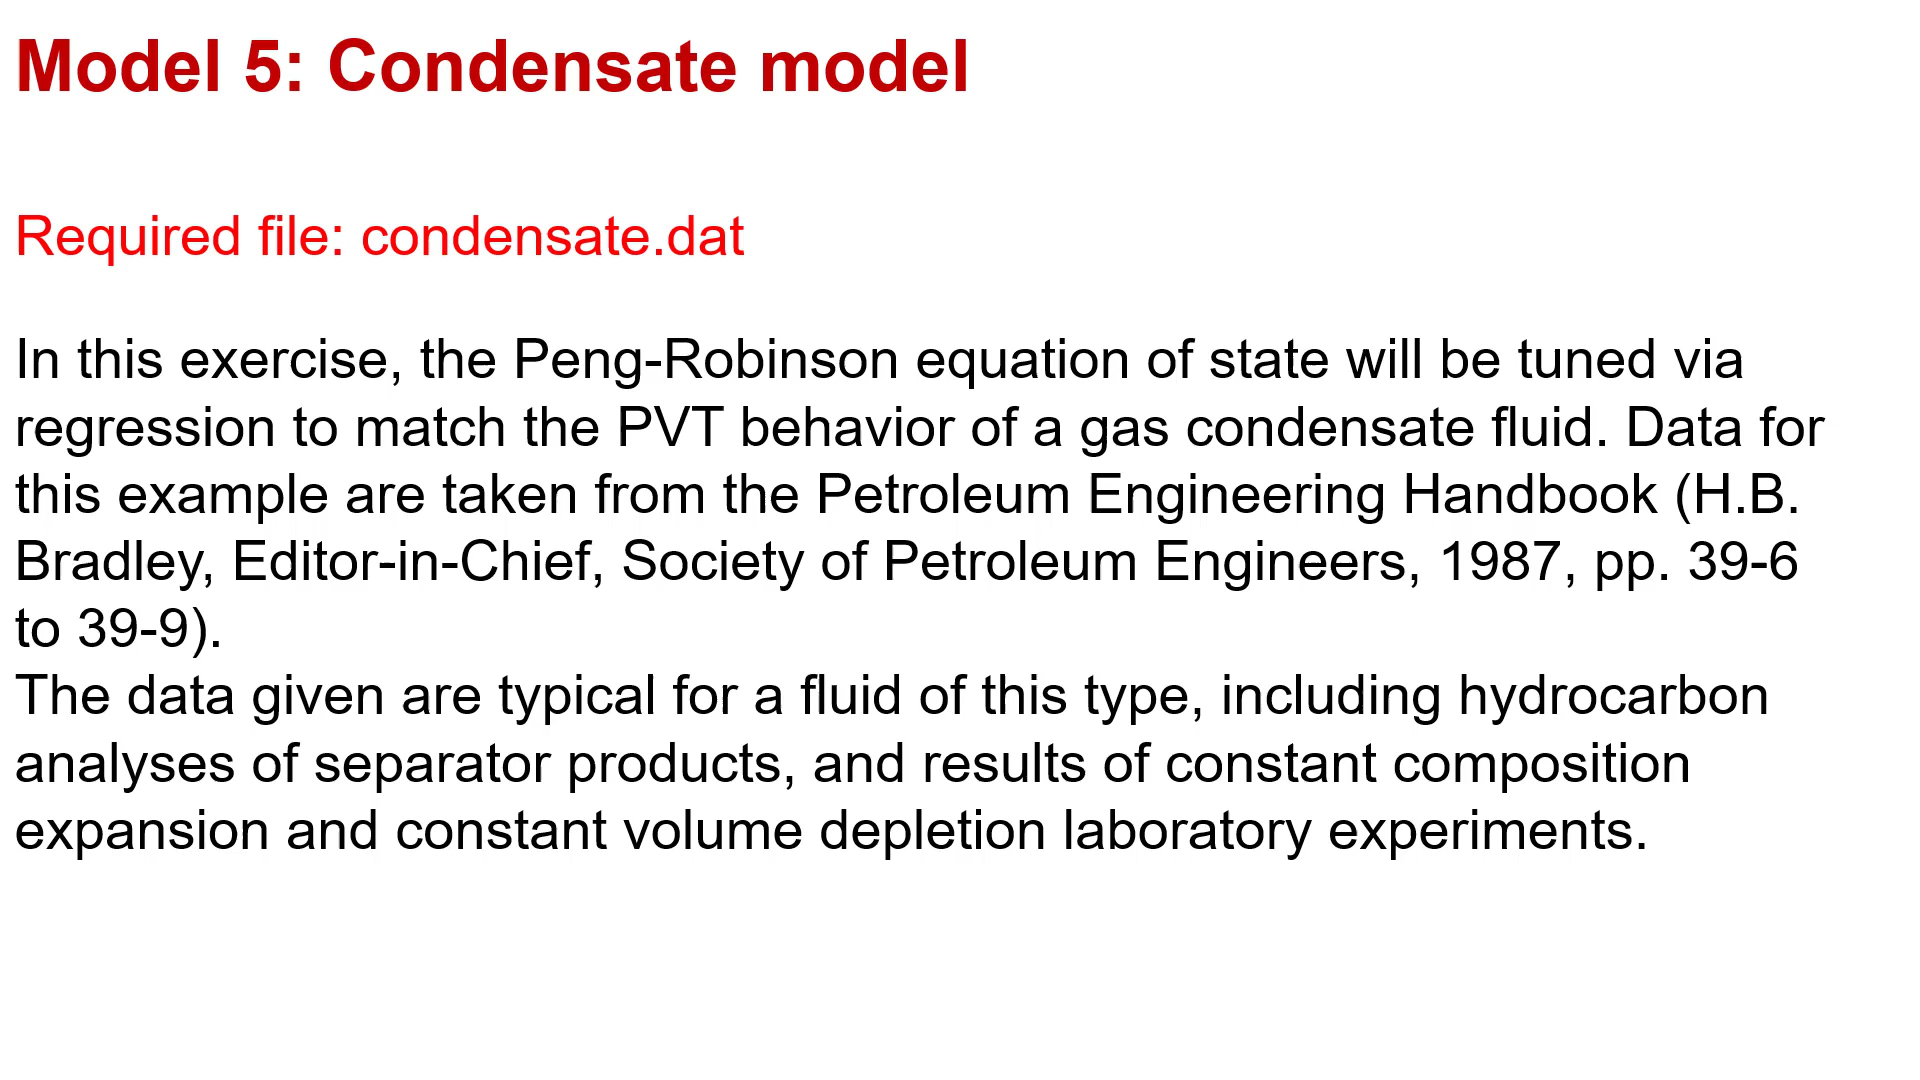 Model 5: Condensate model
Required file: condensate.dat
In this exercise, the Peng-Robinson equation of state will be tuned via
regression to match the PVT behavior of a gas condensate fluid. Data for
this example are taken from the Petroleum Engineering Handbook (H.B.
Bradley, Editor-in-Chief, Society of Petroleum Engineers, 1987, pp. 39-6
to 39-9).
The data given are typical for a fluid of this type, including hydrocarbon
analyses of separator products, and results of constant composition
expansion and constant volume depletion laboratory experiments.